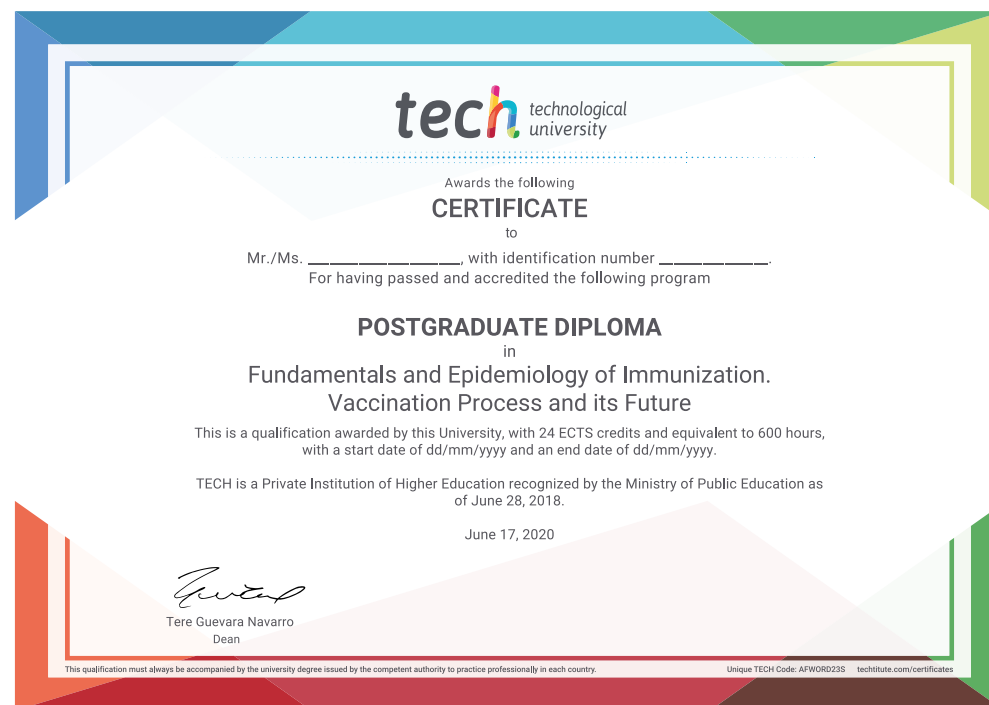 tech technological
university
Awards the following
CERTIFICATE
to
Mr./Ms. ____________________, with identification number ______________.
For having passed and accredited the following program
POSTGRADUATE DIPLOMA
in
Fundamentals and Epidemiology of Immunization.
Vaccination Process and its Future
This is a qualification awarded by this University, with 24 ECTS credits and equivalent to 600 hours,
with a start date of dd/mm/yyyy and an end date of dd/mm/yyyy.
TECH is a Private Institution of Higher Education recognized by the Ministry of Public Education as
of June 28, 2018.
June 17, 2020
Tere Guevara Navarro
Dean
This qualification must always be accompanied by the university degree issued by the competent authority to practice professionally in each country. Unique TECH Code: AFWORD23S techtitute.com/certificates